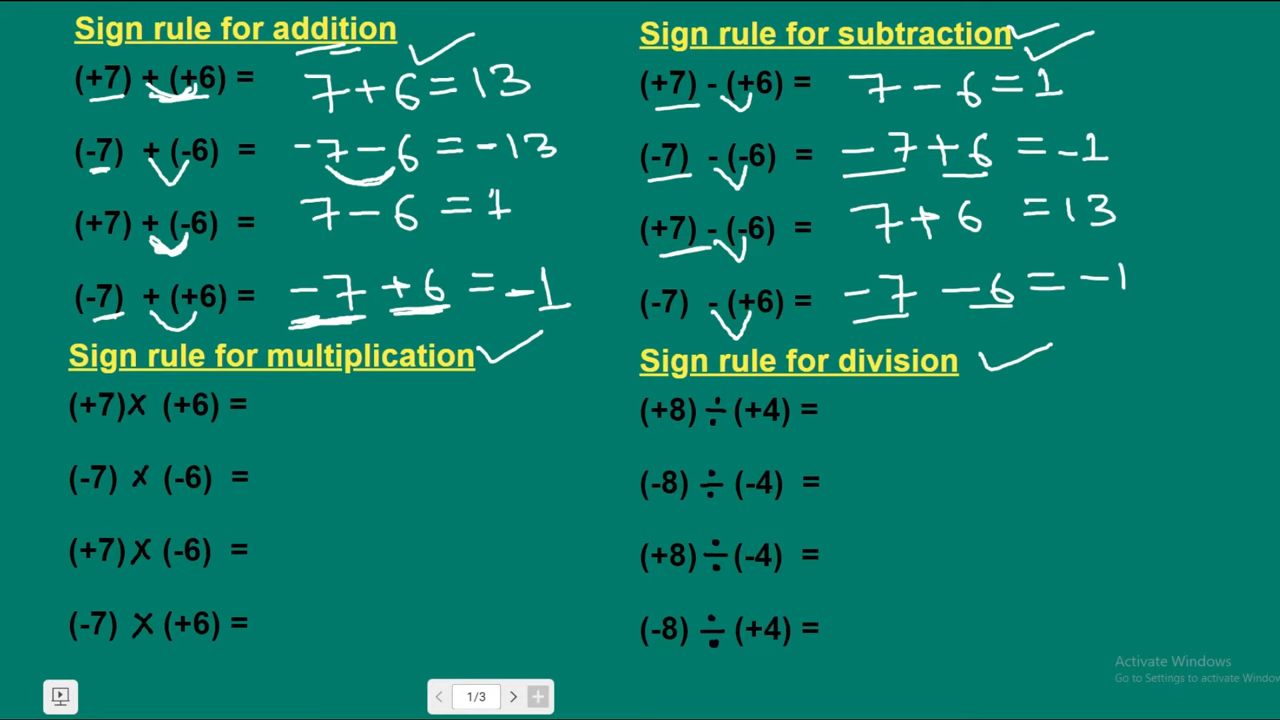 Sign rule for addition
(+7) + (+6) = 7 + 6 = 13
(-7) + (-6) = -7 - 6 = -13
(+7) + (-6) = 7 - 6 = 1
(-7) + (+6) = -7 + 6 = -1
Sign rule for subtraction
(+7) - (+6) = 7 - 6 = 1
(-7) - (-6) = -7 + 6 = -1
(+7) - (-6) = 7 + 6 = 13
(-7) - (+6) = -7 - 6 = -1
Sign rule for multiplication
(+7)× (+6) =
(-7) × (-6) =
(+7)× (-6) =
(-7) × (+6) =
Sign rule for division
(+8) ÷ (+4) =
(-8) ÷ (-4) =
(+8) ÷ (-4) =
(-8) ÷ (+4) =
1/3
Activate Windows
Go to Settings to activate Window